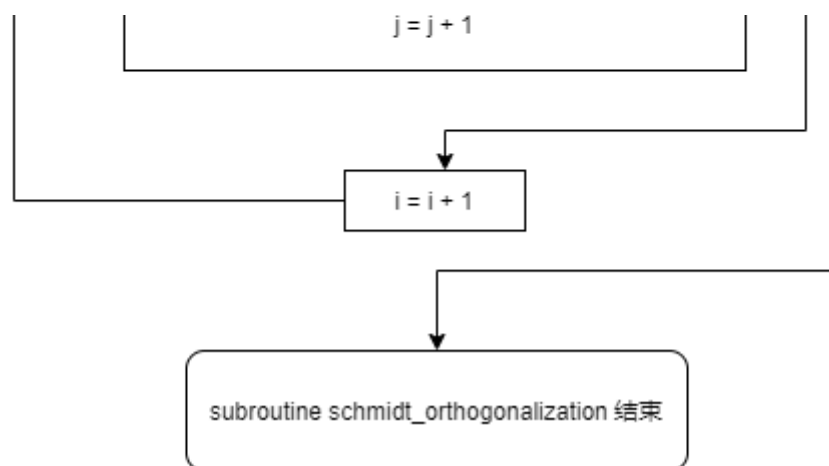 j = j + 1
i = i + 1
subroutine schmidt_orthogonalization 结束